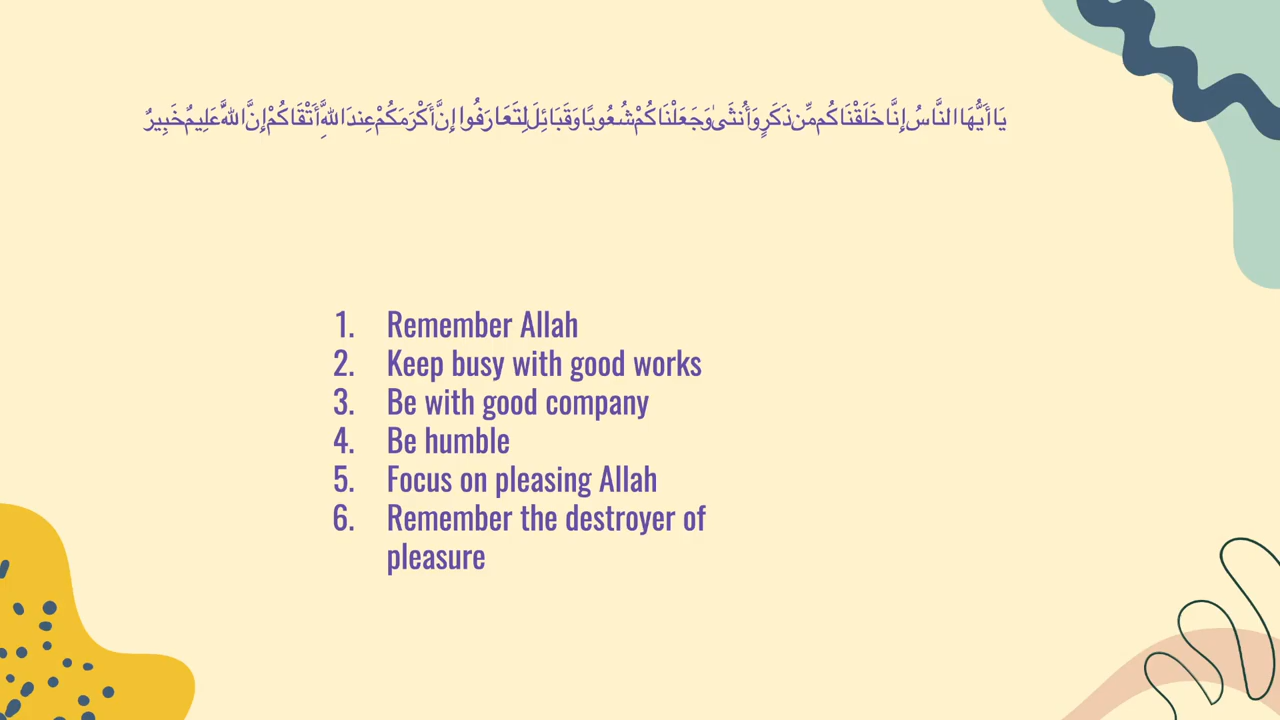 يَا أَيُّهَا النَّاسُ إِنَّا خَلَقْنَاكُم مِّن ذَكَرٍ وَأُنثَىٰ وَجَعَلْنَاكُمْ شُعُوبًا وَقَبَائِلَ لِتَعَارَفُوا إِنَّ أَكْرَمَكُمْ عِندَ اللَّهِ أَتْقَاكُمْ إِنَّ اللَّهَ عَلِيمٌ خَبِيرٌ
1. Remember Allah
2. Keep busy with good works
3. Be with good company
4. Be humble
5. Focus on pleasing Allah
6. Remember the destroyer of
pleasure